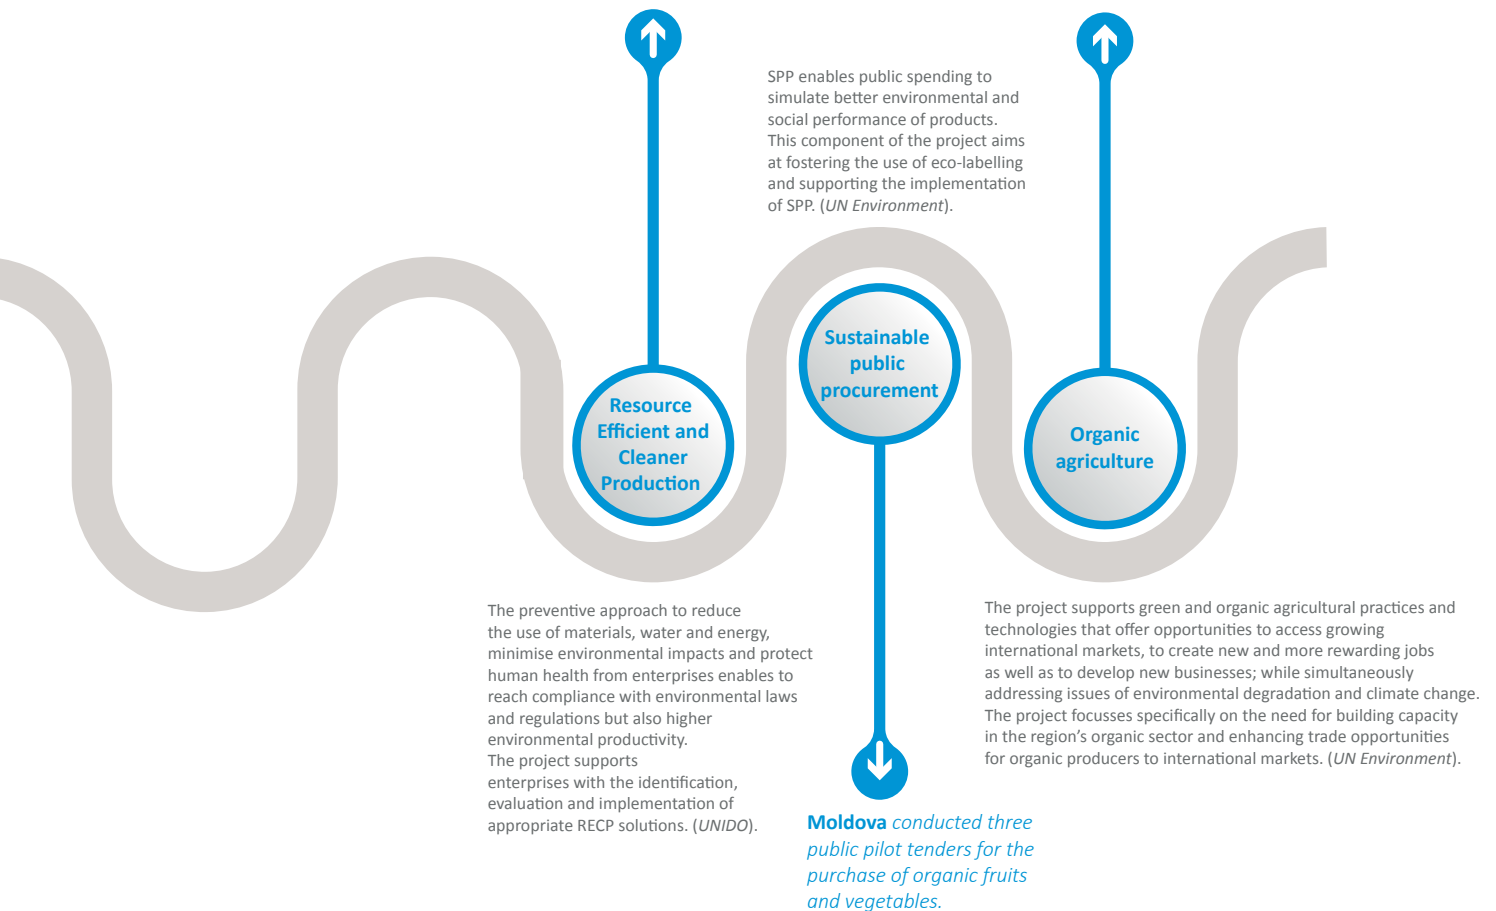 SPP enables public spending to
simulate better environmental and
social performance of products.
This component of the project aims
at fostering the use of eco-labelling
and supporting the implementation
of SPP. (UN Environment).
Resource
Efficient and
Cleaner
Production
Sustainable
public
procurement
Organic
agriculture
The preventive approach to reduce
the use of materials, water and energy,
minimise environmental impacts and protect
human health from enterprises enables to
reach compliance with environmental laws
and regulations but also higher
environmental productivity.
The project supports
enterprises with the identification,
evaluation and implementation of
appropriate RECP solutions. (UNIDO).
Moldova conducted three
public pilot tenders for the
purchase of organic fruits
and vegetables.
The project supports green and organic agricultural practices and
technologies that offer opportunities to access growing
international markets, to create new and more rewarding jobs
as well as to develop new businesses; while simultaneously
addressing issues of environmental degradation and climate change.
The project focusses specifically on the need for building capacity
in the region’s organic sector and enhancing trade opportunities
for organic producers to international markets. (UN Environment).